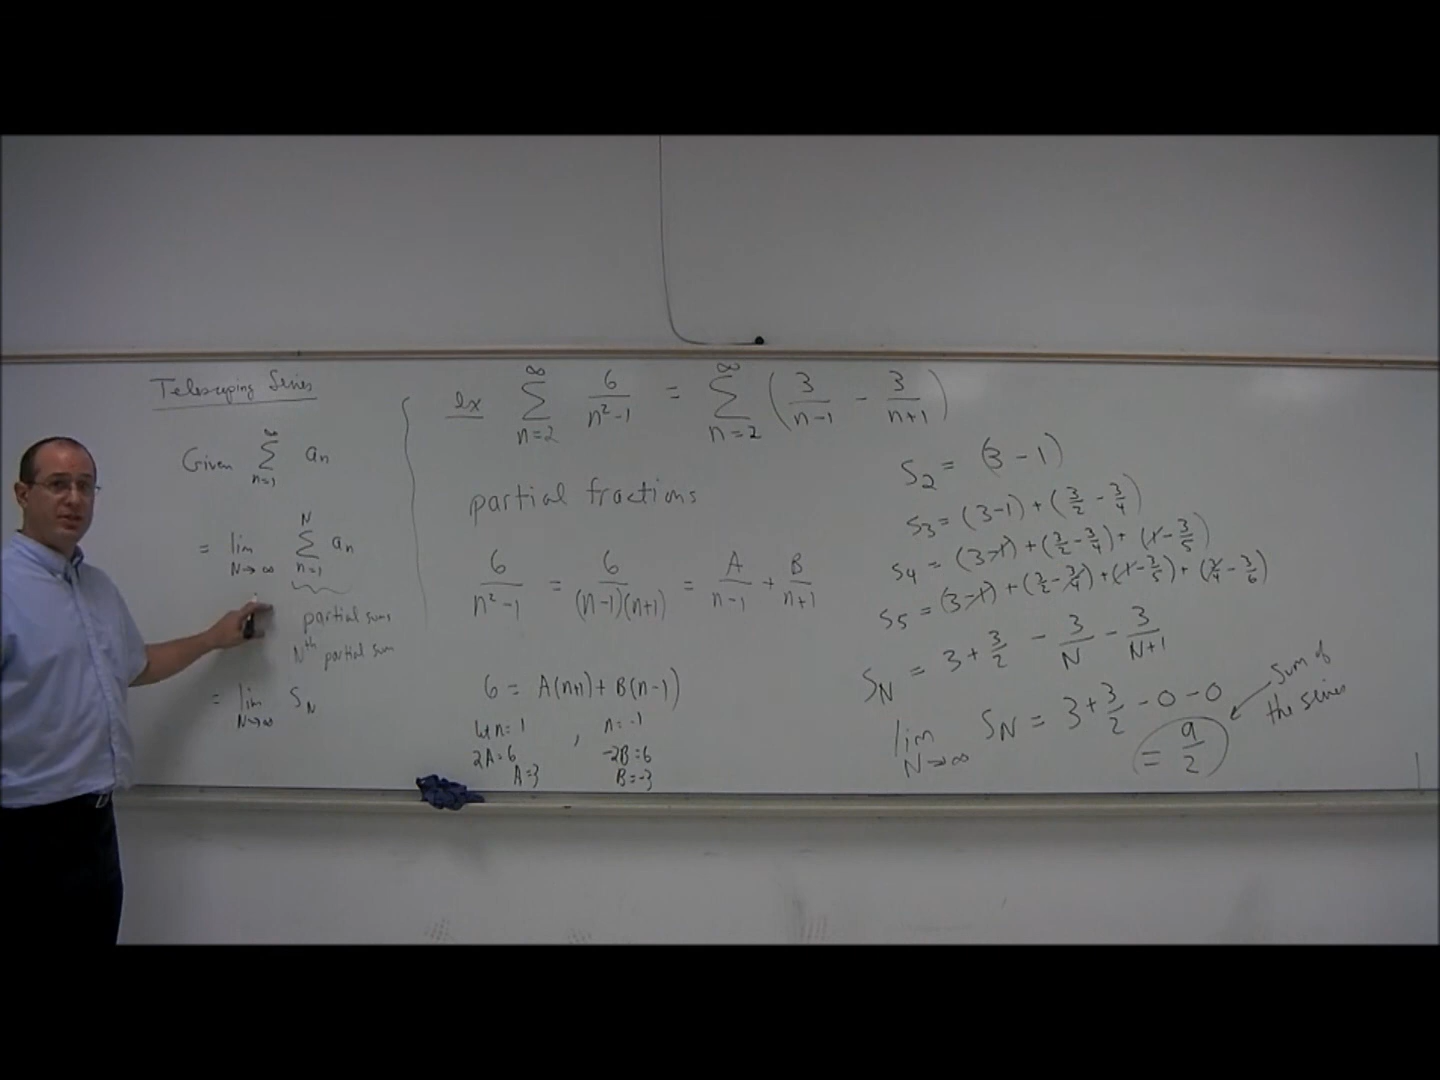 Telescoping Series
Given ∑_{n=1}^{∞} a_n
= lim_{N→∞} ∑_{n=1}^{N} a_n
partial sums
N^{th} partial sum
= lim_{N→∞} S_N
ex ∑_{n=2}^{∞} 6/(n²-1) = ∑_{n=2}^{∞} (3/(n-1) - 3/(n+1))
partial fractions
6/(n²-1) = 6/((n-1)(n+1)) = A/(n-1) + B/(n+1)
6 = A(n+1) + B(n-1)
let n=1, n=-1
2A=6 -2B=6
A=3 B=-3
S_2 = (3-1)
S_3 = (3-1) + (3/2 - 3/4)
S_4 = (3-1) + (3/2 - 3/4) + (1 - 3/5)
S_5 = (3-1) + (3/2 - 3/4) + (1 - 3/5) + (3/4 - 3/6)
S_N = 3 + 3/2 - 3/N - 3/(N+1)
lim_{N→∞} S_N = 3 + 3/2 - 0 - 0
= 9/2
Sum of
the series